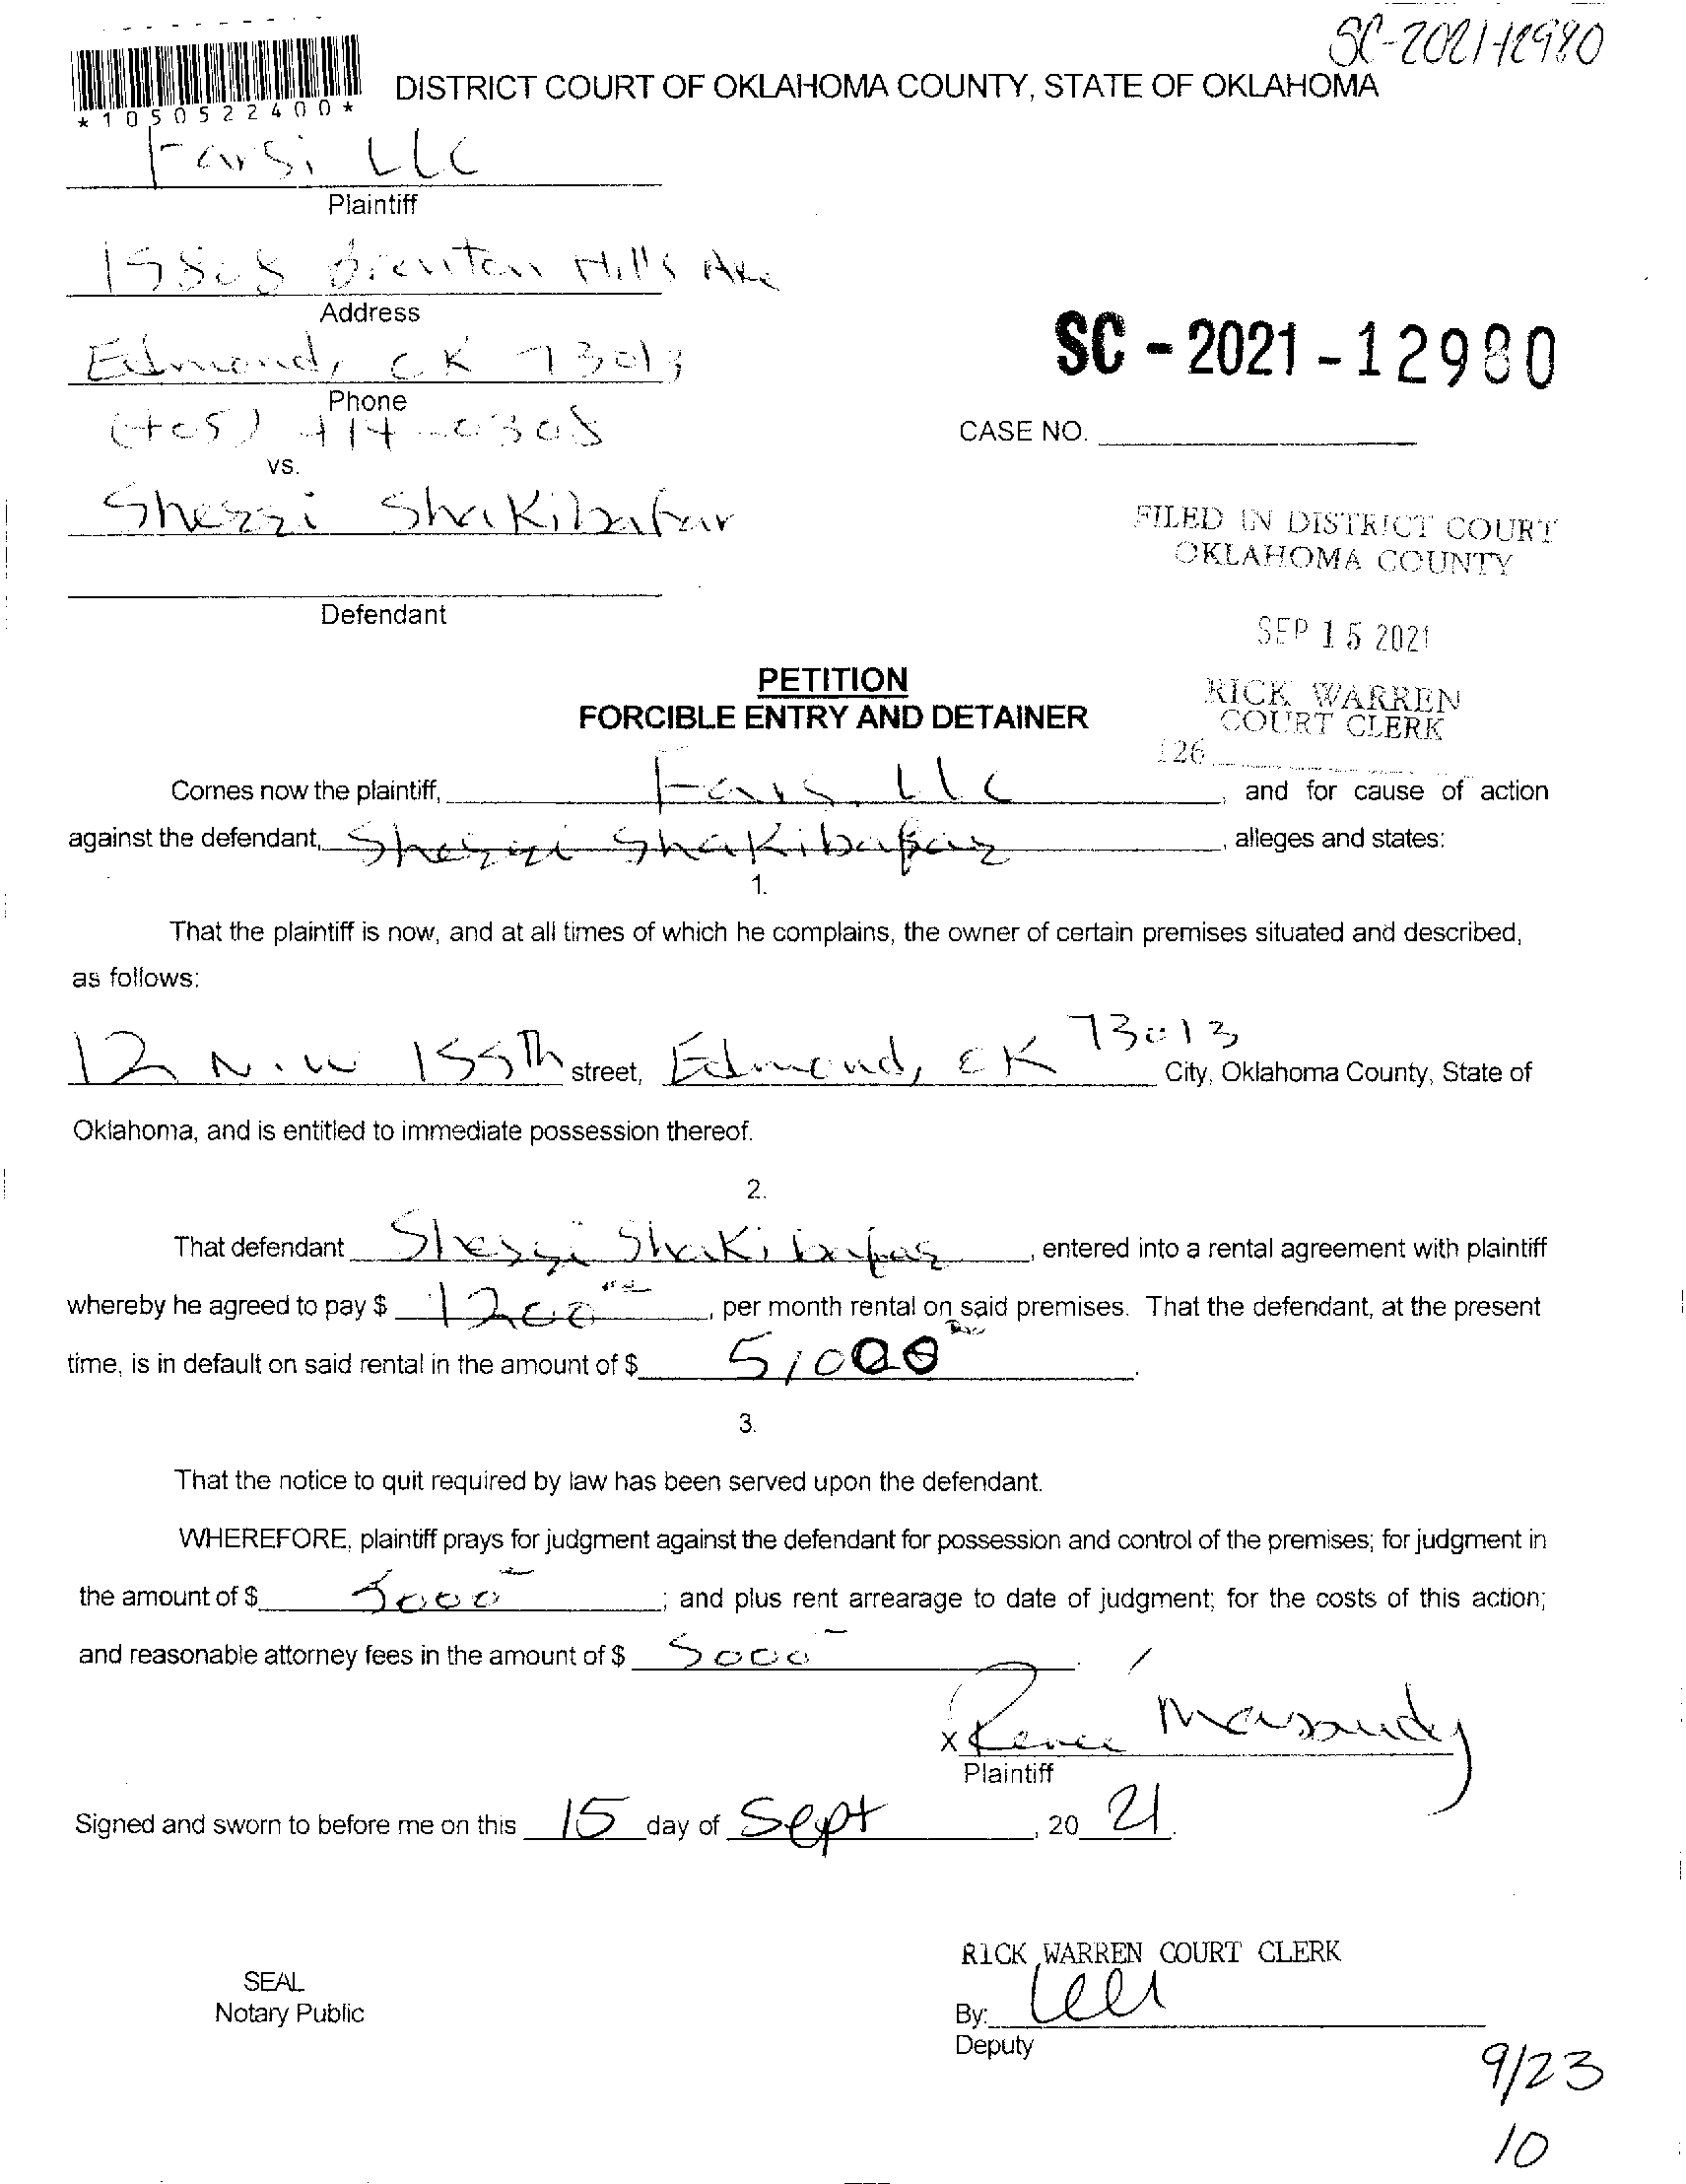 SC-2021-12980
*1050522400*
DISTRICT COURT OF OKLAHOMA COUNTY, STATE OF OKLAHOMA
Farsi LLC
Plaintiff
Hills Ave
Address
Edmond, OK 73013
Phone
(405) 414-0308
SC-2021-12980
CASE NO.
vs.
Shezzi Shakibafar
FILED IN DISTRICT COURT
OKLAHOMA COUNTY
Defendant
SEP 15 2021
PETITION
RICK WARREN
COURT CLERK
FORCIBLE ENTRY AND DETAINER
126
Comes now the plaintiff, Farsi LLC, and for cause of action
against the defendant, Shezzi Shakibafar, alleges and states:
1.
That the plaintiff is now, and at all times of which he complains, the owner of certain premises situated and described,
as follows:
12 N.W 155Th street, Edmond, OK 73013 City, Oklahoma County, State of
Oklahoma, and is entitled to immediate possession thereof.
2.
That defendant Shezzi Shakibafar, entered into a rental agreement with plaintiff
whereby he agreed to pay $ 1200, per month rental on said premises. That the defendant, at the present
time, is in default on said rental in the amount of $ 5,000.
3.
That the notice to quit required by law has been served upon the defendant.
WHEREFORE, plaintiff prays for judgment against the defendant for possession and control of the premises; for judgment in
the amount of $ 5000; and plus rent arrearage to date of judgment; for the costs of this action;
and reasonable attorney fees in the amount of $ 5000.
x Renee Masoudy
Plaintiff
Signed and sworn to before me on this 15 day of Sept, 20 21.
RICK WARREN COURT CLERK
SEAL
Notary Public
By:
Deputy
9/23
10